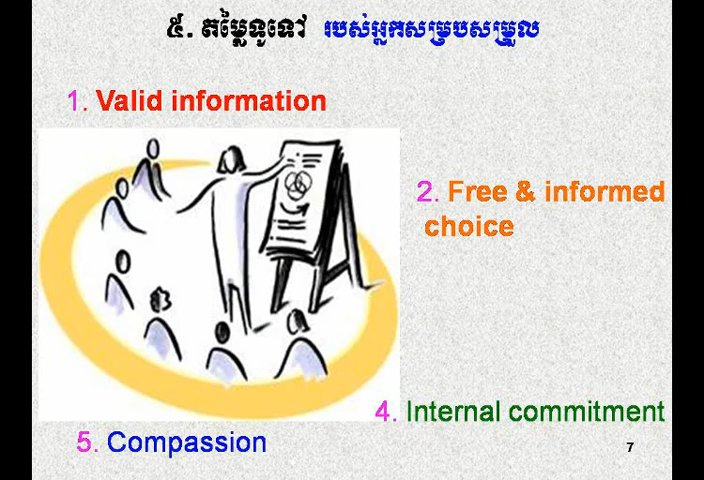 ៥. តម្លៃទូទៅ របស់អ្នកសម្របសម្រួល
1. Valid information
2. Free & informed
choice
4. Internal commitment
5. Compassion
7